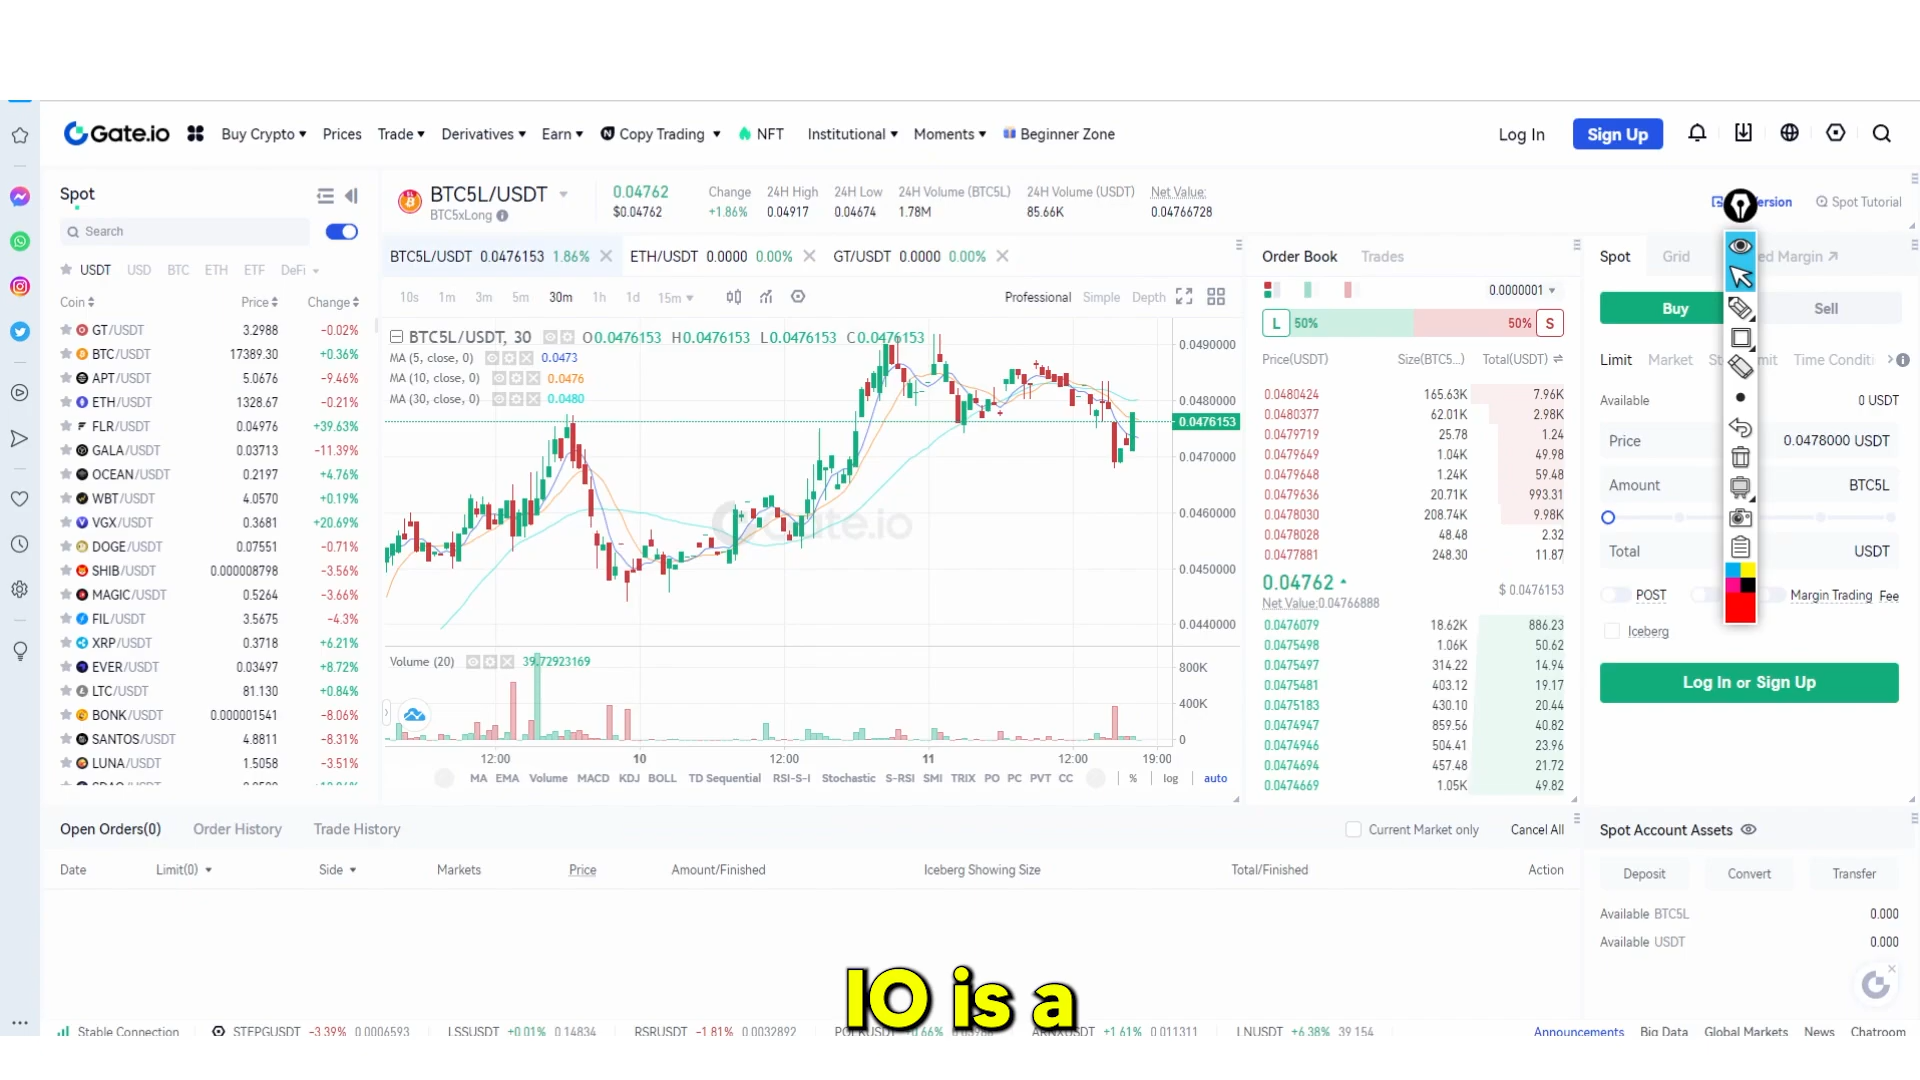 Gate.io Buy Crypto Prices Trade Derivatives Earn Copy Trading NFT Institutional Moments Beginner Zone Log In Sign Up
Spot
Search
USDT USD BTC ETH ETF DeFi
Coin Price Change
GT/USDT 3.2988 -0.02%
BTC/USDT 17389.30 +0.36%
APT/USDT 5.0676 -9.46%
ETH/USDT 1328.67 -0.21%
FLR/USDT 0.04976 +39.63%
GALA/USDT 0.03713 -11.39%
OCEAN/USDT 0.2197 +4.76%
WBT/USDT 4.0570 +0.19%
VGX/USDT 0.3681 +20.69%
DOGE/USDT 0.07551 -0.71%
SHIB/USDT 0.000008798 -3.56%
MAGIC/USDT 0.5264 -3.66%
FIL/USDT 3.5675 -4.3%
XRP/USDT 0.3718 +6.21%
EVER/USDT 0.03497 +8.72%
LTC/USDT 81.130 +0.84%
BONK/USDT 0.000001541 -8.06%
SANTOS/USDT 4.8811 -8.31%
LUNA/USDT 1.5058 -3.51%
BTC5L/USDT
BTC5xLong
0.04762
$0.04762
Change 24H High 24H Low 24H Volume (BTC5L) 24H Volume (USDT) Net Value:
+1.86% 0.04917 0.04674 1.78M 85.66K 0.04766728
Spot Tutorial
BTC5L/USDT 0.0476153 1.86% ETH/USDT 0.0000 0.00% GT/USDT 0.0000 0.00%
10s 1m 3m 5m 30m 1h 1d 15m Professional Simple Depth
BTC5L/USDT, 30 O0.0476153 H0.0476153 L0.0476153 C0.0476153
MA (5, close, 0) 0.0473
MA (10, close, 0) 0.0476
MA (30, close, 0) 0.0480
0.0490000
0.0480000
0.0476153
0.0470000
0.0460000
0.0450000
0.0440000
Gate.io
Volume (20) 39.72923169
800K
400K
0
12:00 10 12:00 11 12:00 19:00
MA EMA Volume MACD KDJ BOLL TD Sequential RSI-S-I Stochastic S-RSI SMI TRIX PO PC PVT CC % log auto
Order Book Trades
0.0000001
L 50% 50% S
Price(USDT) Size(BTC5...) Total(USDT)
0.0480424 165.63K 7.96K
0.0480377 62.01K 2.98K
0.0479719 25.78 1.24
0.0479649 1.04K 49.98
0.0479648 1.24K 59.48
0.0479636 20.71K 993.31
0.0478030 208.74K 9.98K
0.0478028 48.48 2.32
0.0477881 248.30 11.87
0.04762 $ 0.0476153
Net Value:0.04766888
0.0476079 18.62K 886.23
0.0475498 1.06K 50.62
0.0475497 314.22 14.94
0.0475481 403.12 19.17
0.0475183 430.10 20.44
0.0474947 859.56 40.82
0.0474946 504.41 23.96
0.0474694 457.48 21.72
0.0474669 1.05K 49.82
Spot Grid
Buy Sell
Limit Market
Available 0 USDT
Price 0.0478000 USDT
Amount BTC5L
Total USDT
POST Margin Trading Fee
Iceberg
Log In or Sign Up
Open Orders(0) Order History Trade History Current Market only Cancel All
Date Limit(0) Side Markets Price Amount/Finished Iceberg Showing Size Total/Finished Action
Spot Account Assets
Deposit Convert Transfer
Available BTC5L 0.000
Available USDT 0.000
IO is a
Stable Connection STEPGUSDT -3.39% 0.0006593 LSSUSDT +0.01% 0.14834 RSRUSDT -1.81% 0.0032892 +1.61% 0.011311 LNUSDT +6.38% 39.154 Announcements Big Data Global Markets News Chatroom